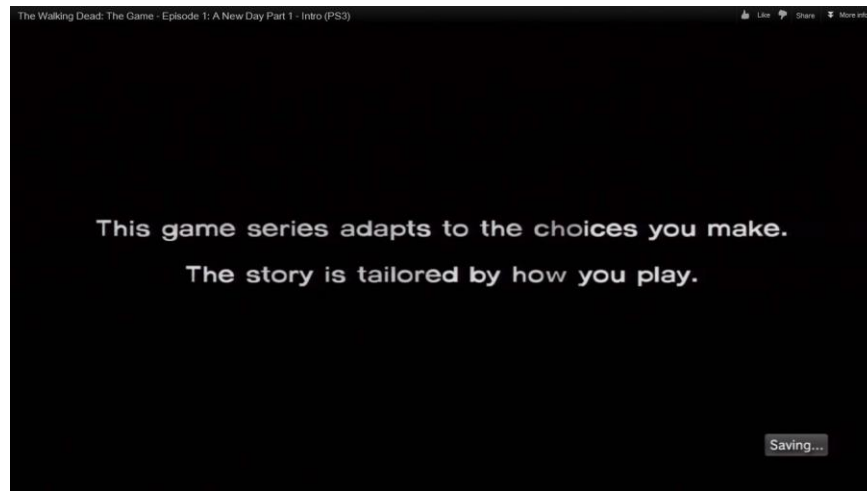 The Walking Dead: The Game - Episode 1: A New Day Part 1 - Intro (PS3)
Like Share More info
This game series adapts to the choices you make.
The story is tailored by how you play.
Saving...